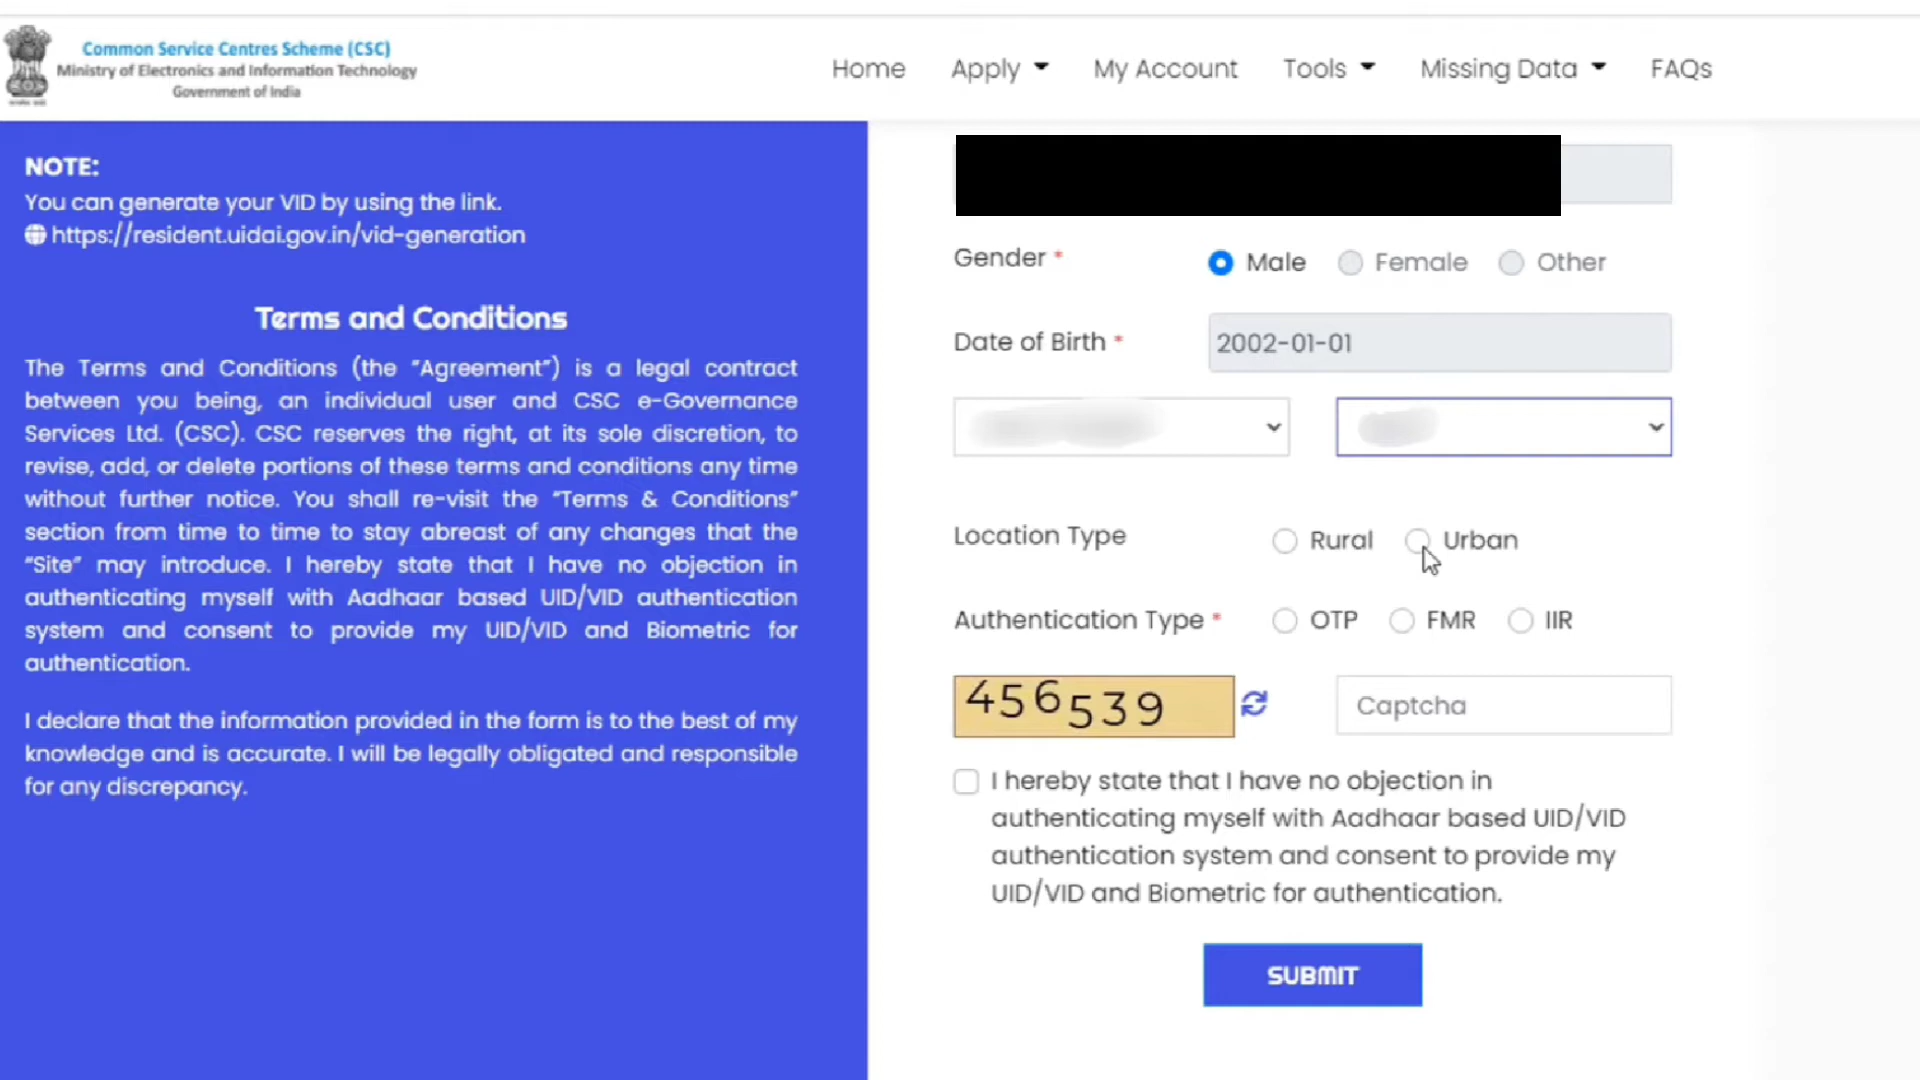 Common Service Centres Scheme (CSC)
Ministry of Electronics and Information Technology
Government of India
Home Apply My Account Tools Missing Data FAQs
NOTE:
You can generate your VID by using the link.
https://resident.uidai.gov.in/vid-generation
Terms and Conditions
The Terms and Conditions (the “Agreement”) is a legal contract
between you being, an individual user and CSC e-Governance
Services Ltd. (CSC). CSC reserves the right, at its sole discretion, to
revise, add, or delete portions of these terms and conditions any time
without further notice. You shall re-visit the “Terms & Conditions”
section from time to time to stay abreast of any changes that the
“Site” may introduce. I hereby state that I have no objection in
authenticating myself with Aadhaar based UID/VID authentication
system and consent to provide my UID/VID and Biometric for
authentication.
I declare that the information provided in the form is to the best of my
knowledge and is accurate. I will be legally obligated and responsible
for any discrepancy.
Gender * Male Female Other
Date of Birth * 2002-01-01
Location Type Rural Urban
Authentication Type * OTP FMR IIR
456539 Captcha
I hereby state that I have no objection in
authenticating myself with Aadhaar based UID/VID
authentication system and consent to provide my
UID/VID and Biometric for authentication.
SUBMIT